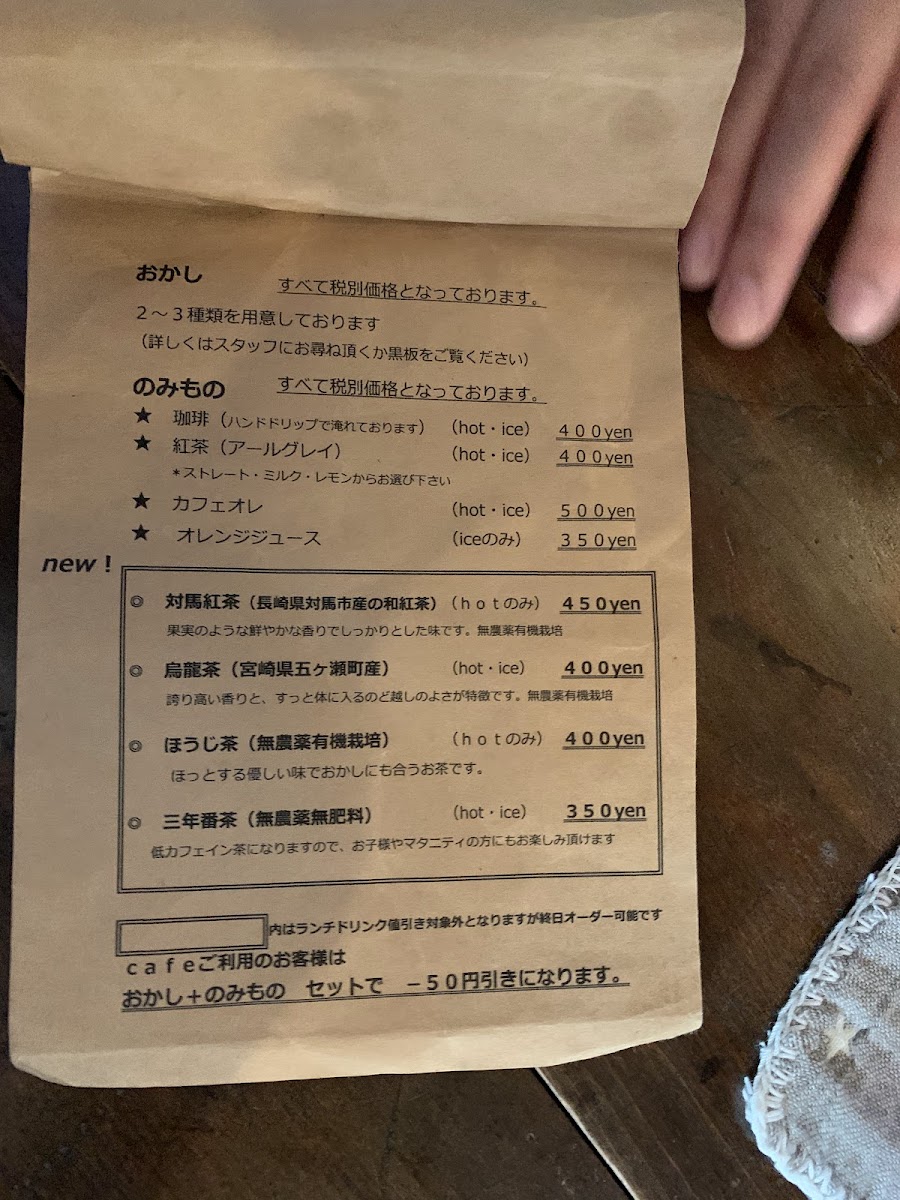 おかし すべて税別価格となっております。
2～3種類を用意しております
（詳しくはスタッフにお尋ね頂くか黒板をご覧ください）
のみもの すべて税別価格となっております。
★ 珈琲（ハンドドリップで淹れております） （hot・ice） 400yen
★ 紅茶（アールグレイ） （hot・ice） 400yen
＊ストレート・ミルク・レモンからお選び下さい
★ カフェオレ （hot・ice） 500yen
★ オレンジジュース （iceのみ） 350yen
new！
◎ 対馬紅茶（長崎県対馬市産の和紅茶）（hotのみ） 450yen
果実のような鮮やかな香りでしっかりとした味です。無農薬有機栽培
◎ 烏龍茶（宮崎県五ヶ瀬町産） （hot・ice） 400yen
誇り高い香りと、すっと体に入るのど越しのよさが特徴です。無農薬有機栽培
◎ ほうじ茶（無農薬有機栽培） （hotのみ） 400yen
ほっとする優しい味でおかしにも合うお茶です。
◎ 三年番茶（無農薬無肥料） （hot・ice） 350yen
低カフェイン茶になりますので、お子様やマタニティの方にもお楽しみ頂けます
内はランチドリンク値引き対象外となりますが終日オーダー可能です
cafeご利用のお客様は
おかし＋のみもの セットで －50円引きになります。